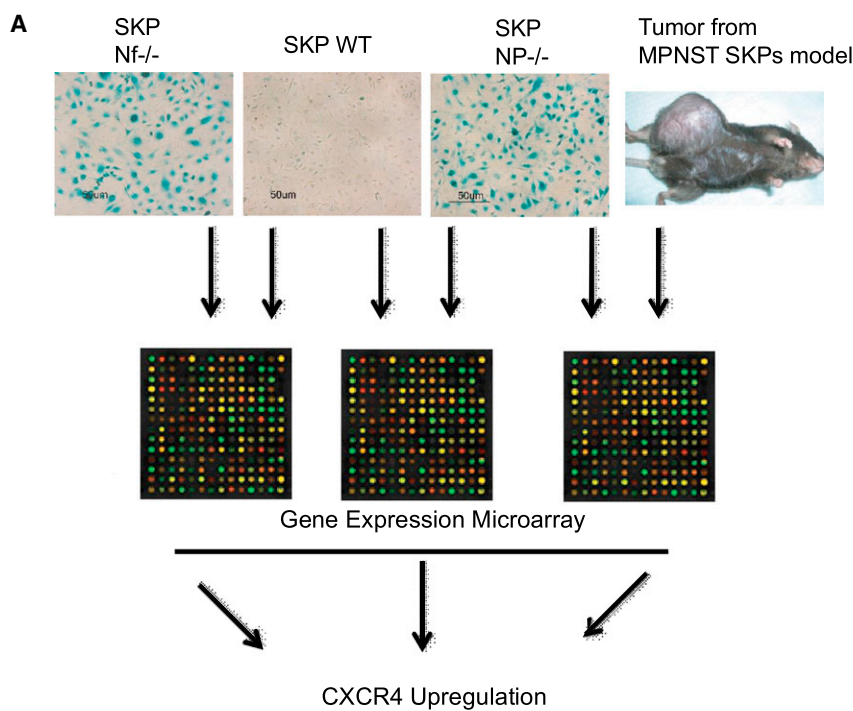 A
SKP
Nf-/-
SKP WT
SKP
NP-/-
Tumor from
MPNST SKPs model
50um
50um
50um
Gene Expression Microarray
CXCR4 Upregulation